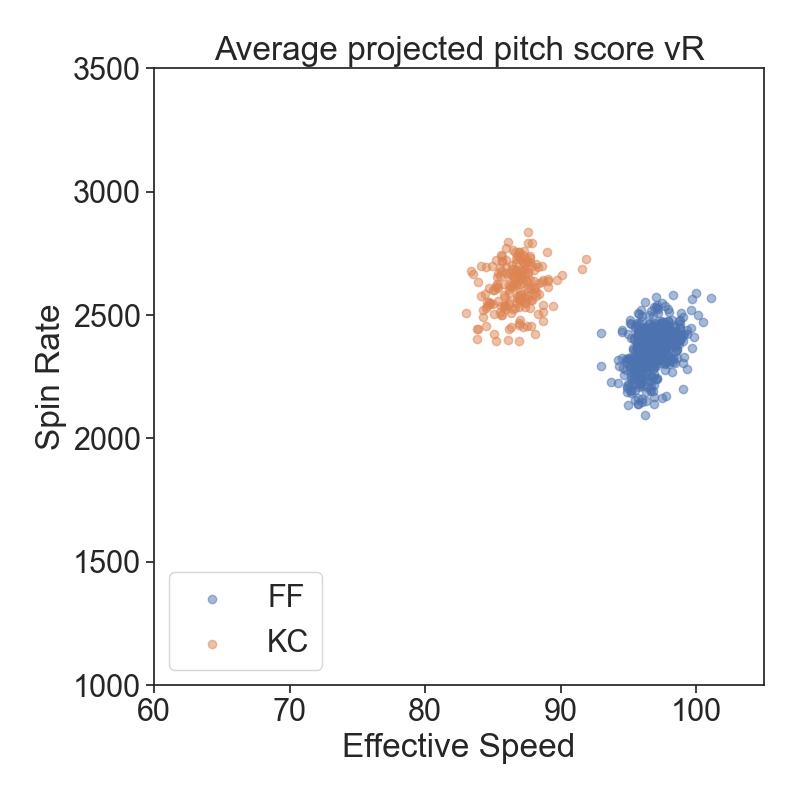 Average projected pitch score vR
3500
3000
2500
2000
1500
1000
Spin Rate
FF
KC
60 70 80 90 100
Effective Speed